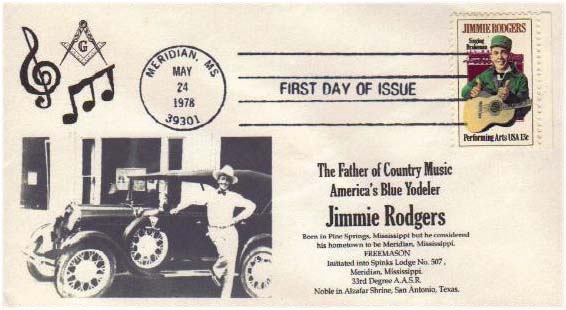 G
MERIDIAN, MS
MAY
24
1978
39301
FIRST DAY OF ISSUE
JIMMIE RODGERS
Singing
Brakeman
Performing Arts USA 13c
The Father of Country Music
America's Blue Yodeler
Jimmie Rodgers
Born in Pine Springs, Mississippi but he considered
his hometown to be Meridian, Mississippi.
FREEMASON
Initiated into Spinks Lodge No. 507 ,
Meridian, Mississippi.
33rd Degree A.A.S.R.
Noble in Alzafar Shrine, San Antonio, Texas.